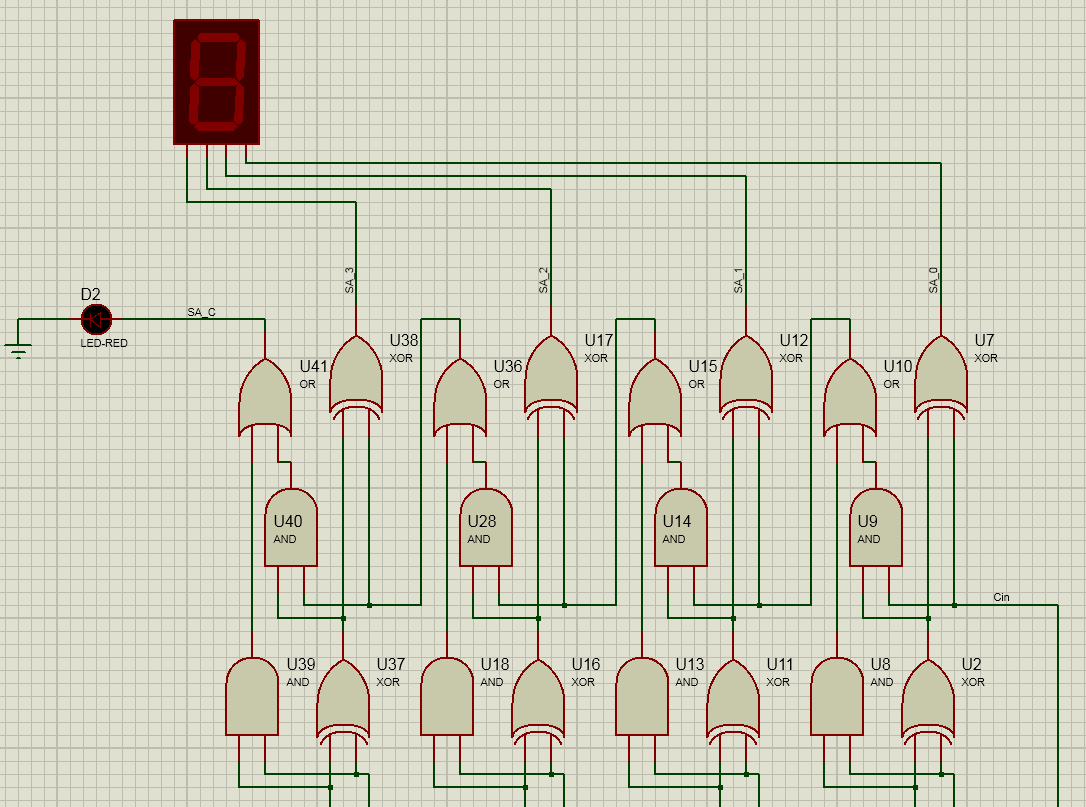 D2
LED-RED
SA_C
SA_3
SA_2
SA_1
SA_0
U41
OR
U38
XOR
U36
OR
U17
XOR
U15
OR
U12
XOR
U10
OR
U7
XOR
U40
AND
U28
AND
U14
AND
U9
AND
Cin
U39
AND
U37
XOR
U18
AND
U16
XOR
U13
AND
U11
XOR
U8
AND
U2
XOR